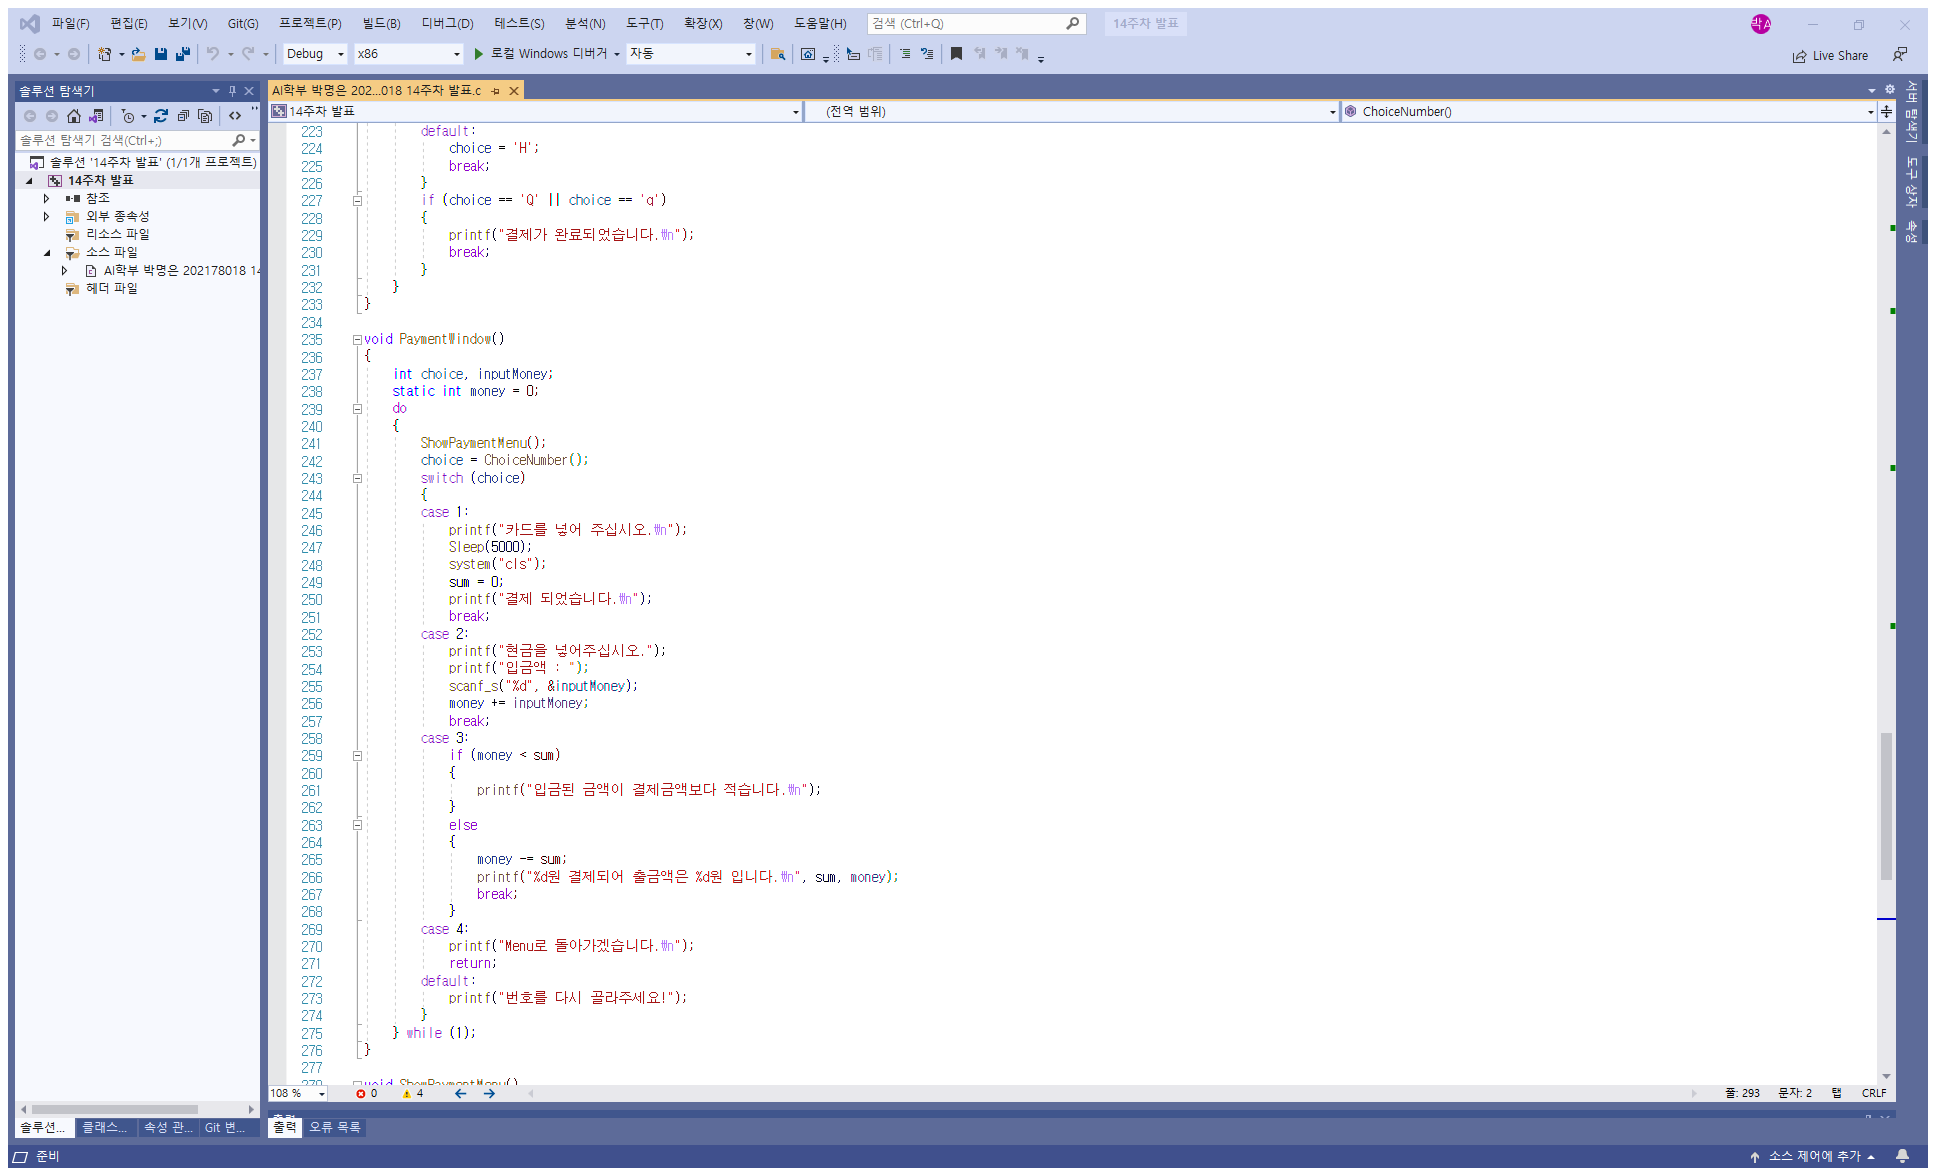 파일(F) 편집(E) 보기(V) Git(G) 프로젝트(P) 빌드(B) 디버그(D) 테스트(S) 분석(N) 도구(T) 확장(X) 창(W) 도움말(H) 검색 (Ctrl+Q) 14주차 발표 박A
Debug x86 로컬 Windows 디버거 자동 Live Share
솔루션 탐색기
솔루션 탐색기 검색(Ctrl+;)
솔루션 '14주차 발표' (1/1개 프로젝트)
14주차 발표
참조
외부 종속성
리소스 파일
소스 파일
AI학부 박명은 202178018 14
헤더 파일
AI학부 박명은 202...018 14주차 발표.c
14주차 발표 (전역 범위) ChoiceNumber()
223 default:
224 choice = 'H';
225 break;
226 }
227 if (choice == 'Q' || choice == 'q')
228 {
229 printf("결제가 완료되었습니다.₩n");
230 break;
231 }
232 }
233 }
234
235 void PaymentWindow()
236 {
237 int choice, inputMoney;
238 static int money = 0;
239 do
240 {
241 ShowPaymentMenu();
242 choice = ChoiceNumber();
243 switch (choice)
244 {
245 case 1:
246 printf("카드를 넣어 주십시오.₩n");
247 Sleep(5000);
248 system("cls");
249 sum = 0;
250 printf("결제 되었습니다.₩n");
251 break;
252 case 2:
253 printf("현금을 넣어주십시오.");
254 printf("입금액 : ");
255 scanf_s("%d", &inputMoney);
256 money += inputMoney;
257 break;
258 case 3:
259 if (money < sum)
260 {
261 printf("입금된 금액이 결제금액보다 적습니다.₩n");
262 }
263 else
264 {
265 money -= sum;
266 printf("%d원 결제되어 출금액은 %d원 입니다.₩n", sum, money);
267 break;
268 }
269 case 4:
270 printf("Menu로 돌아가겠습니다.₩n");
271 return;
272 default:
273 printf("번호를 다시 골라주세요!");
274 }
275 } while (1);
276 }
277
278 void ShowPaymentMenu()
108 % 0 4 줄: 293 문자: 2 탭 CRLF
출력
솔루션... 클래스... 속성 관... Git 변... 출력 오류 목록
준비 소스 제어에 추가
서버 탐색기
도구 상자
속성